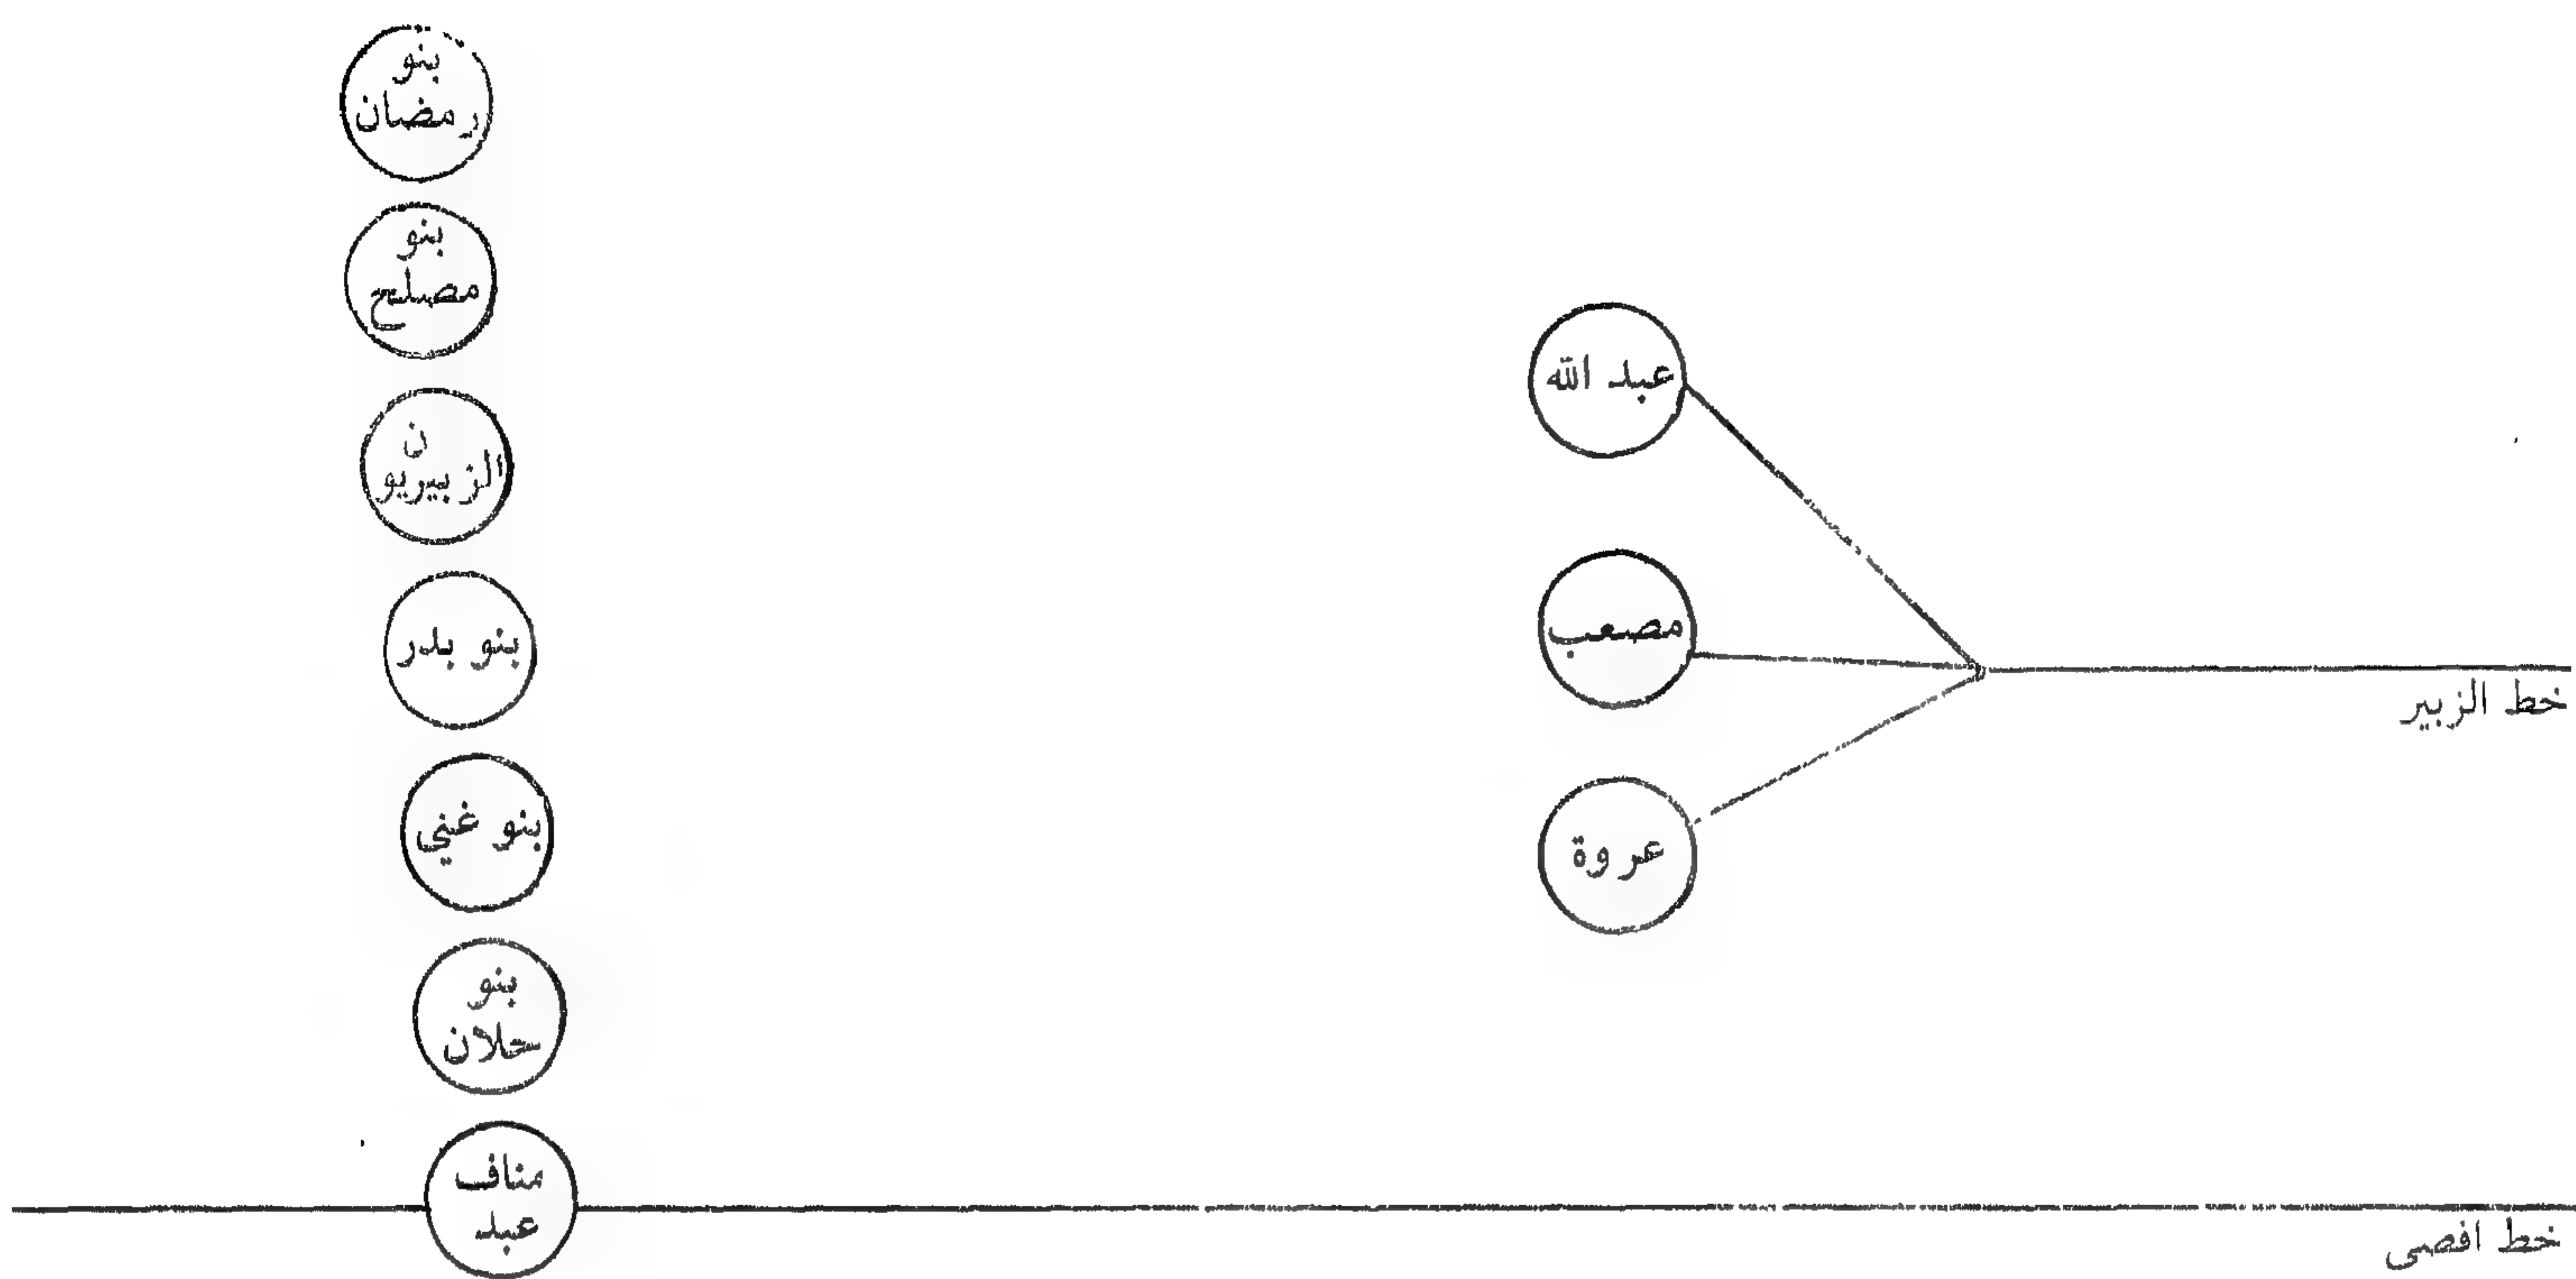 عبد الله
مصعب
عروة
خط الزبير
بنو
رمضان
بنو
مصلح
ن
الزبيريو
بنو بدر
بنو غني
بنو
حلان
مناف
عبد
خط افصى